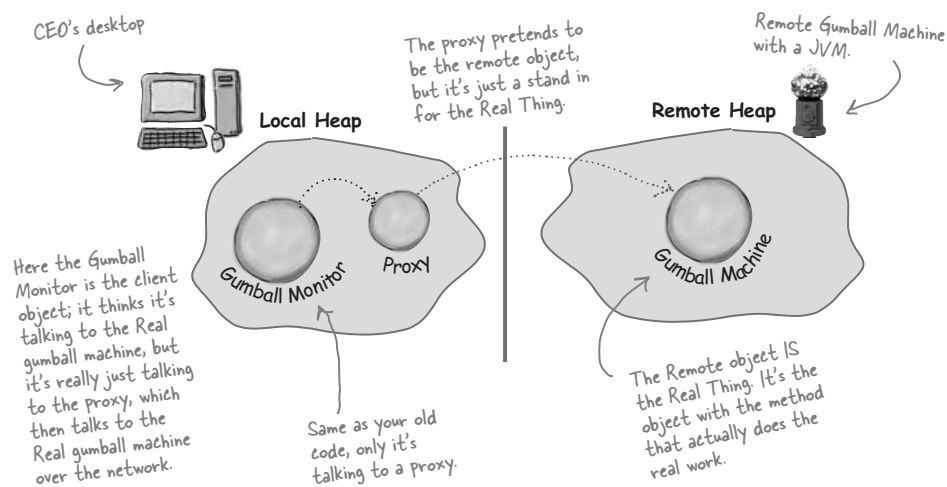 CEO's desktop
The proxy pretends to
be the remote object,
but it's just a stand in
for the Real Thing.
Remote Gumball Machine
with a JVM.
Local Heap
Remote Heap
Gumball Monitor
Proxy
Gumball Machine
Here the Gumball
Monitor is the client
object; it thinks it's
talking to the Real
gumball machine, but
it's really just talking
to the proxy, which
then talks to the
Real gumball machine
over the network.
Same as your old
code, only it's
talking to a proxy.
The Remote object IS
the Real Thing. It's the
object with the method
that actually does the
real work.